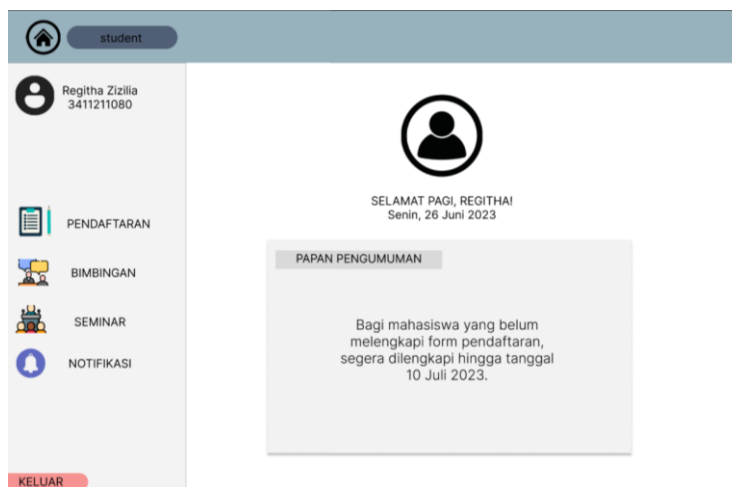 student
Regitha Zizilia
3411211080
PENDAFTARAN
BIMBINGAN
SEMINAR
NOTIFIKASI
KELUAR
SELAMAT PAGI, REGITHA!
Senin, 26 Juni 2023
PAPAN PENGUMUMAN
Bagi mahasiswa yang belum
melengkapi form pendaftaran,
segera dilengkapi hingga tanggal
10 Juli 2023.